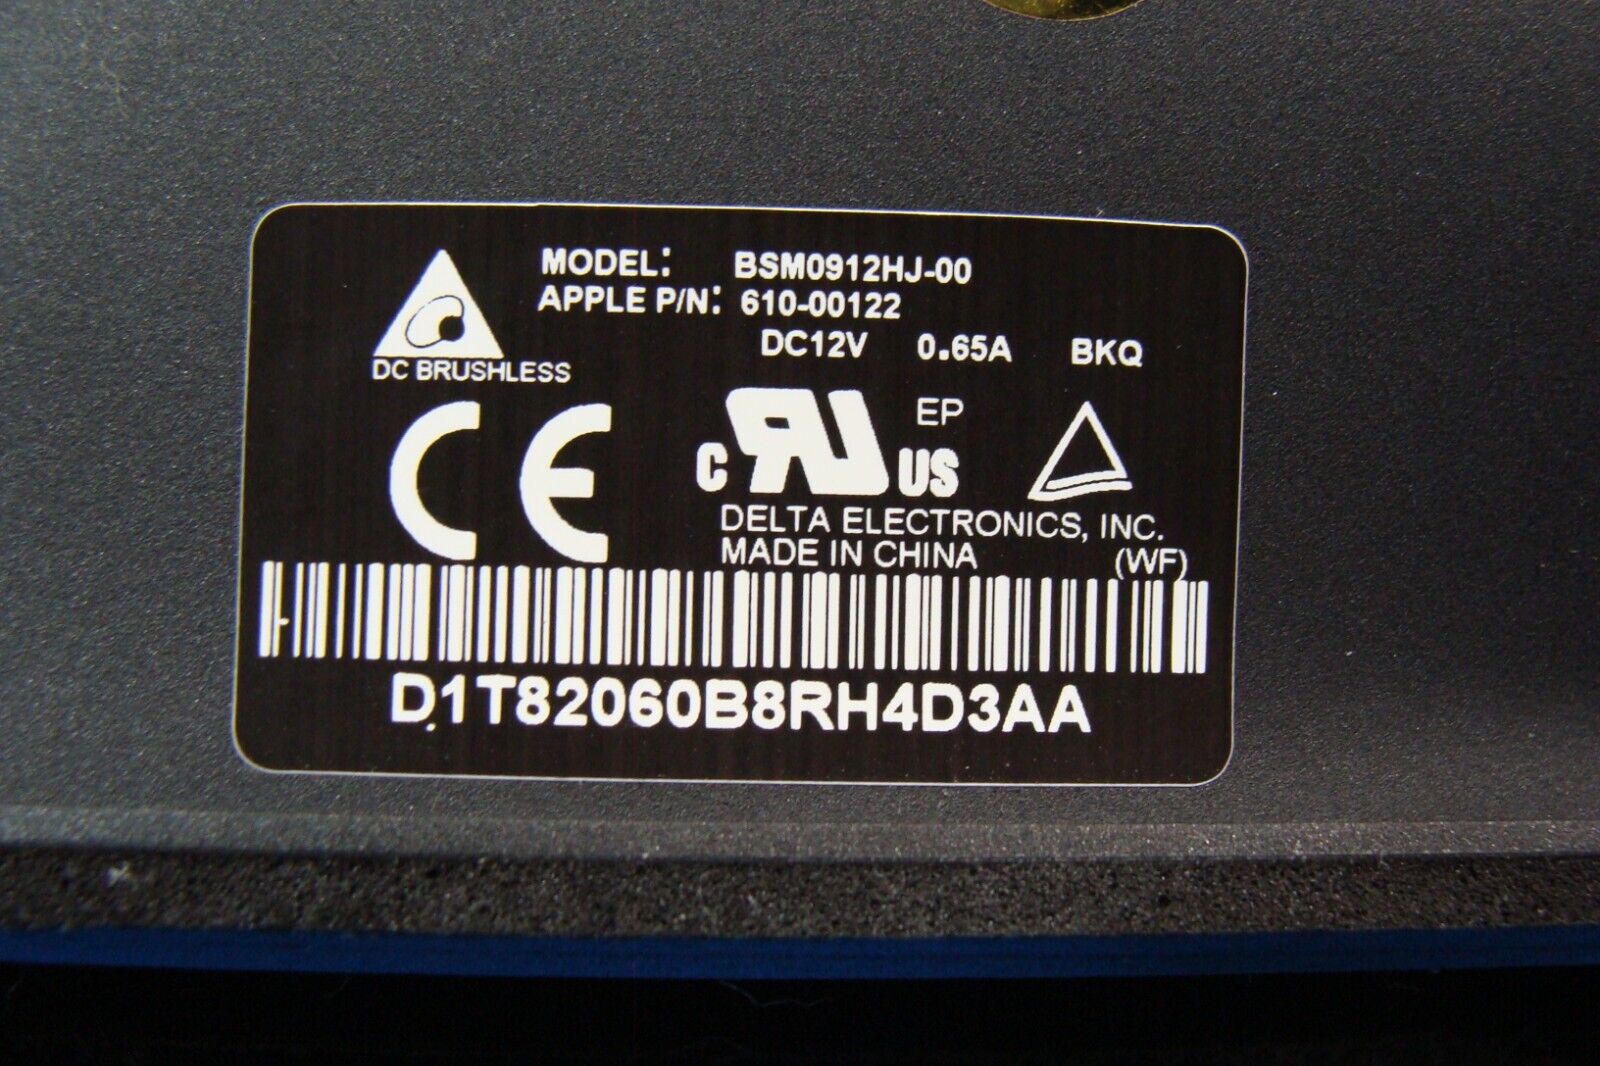 MODEL: BSM0912HJ-00
APPLE P/N: 610-00122
DC12V 0.65A BKQ
DC BRUSHLESS
CE
C RU US EP
DELTA ELECTRONICS, INC.
MADE IN CHINA (WF)
D1T82060B8RH4D3AA